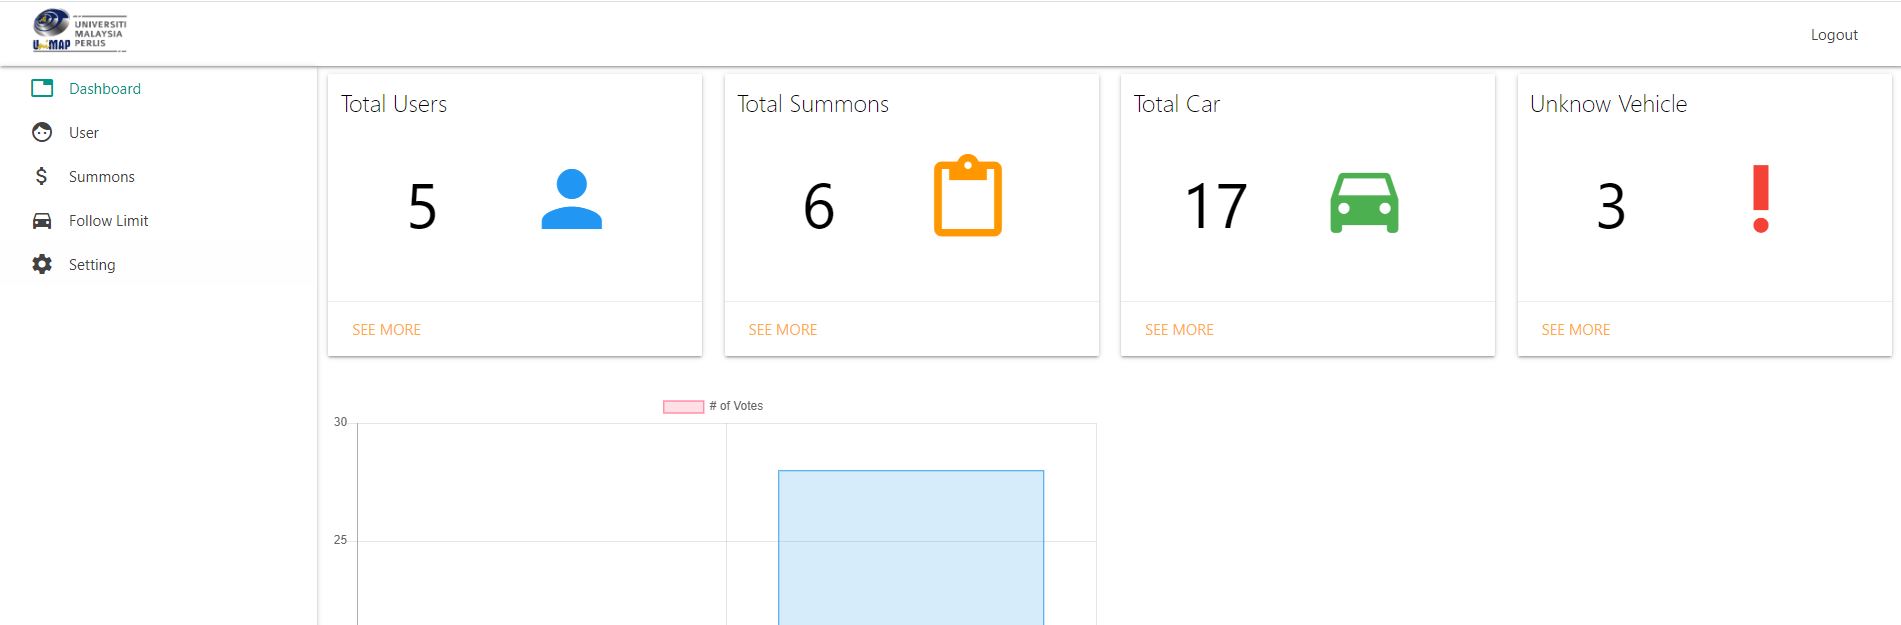 UNIVERSITI
MALAYSIA
PERLIS
UniMAP
Logout
Dashboard
User
Summons
Follow Limit
Setting
Total Users
5
SEE MORE
Total Summons
6
SEE MORE
Total Car
17
SEE MORE
Unknow Vehicle
3
SEE MORE
# of Votes
30
25